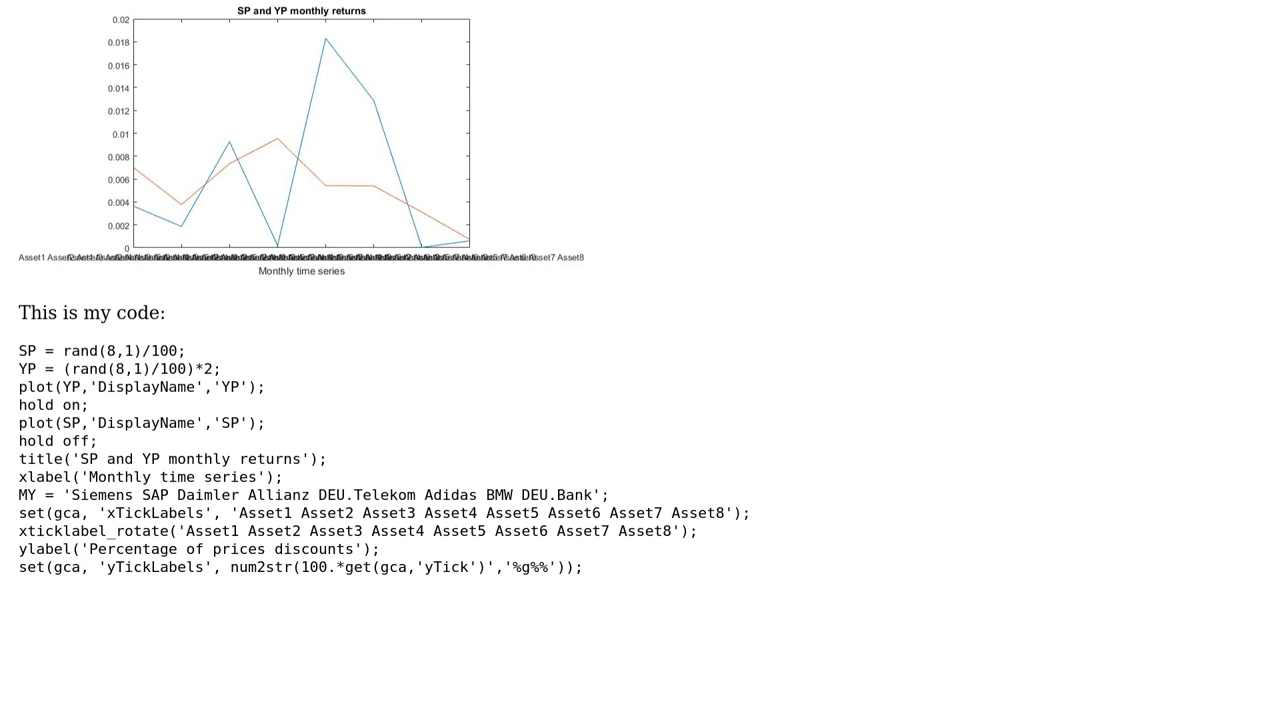 SP and YP monthly returns
0.02
0.018
0.016
0.014
0.012
0.01
0.008
0.006
0.004
0.002
0
Asset1 Asset7 Asset8
Monthly time series
This is my code:
SP = rand(8,1)/100;
YP = (rand(8,1)/100)*2;
plot(YP,'DisplayName','YP');
hold on;
plot(SP,'DisplayName','SP');
hold off;
title('SP and YP monthly returns');
xlabel('Monthly time series');
MY = 'Siemens SAP Daimler Allianz DEU.Telekom Adidas BMW DEU.Bank';
set(gca, 'xTickLabels', 'Asset1 Asset2 Asset3 Asset4 Asset5 Asset6 Asset7 Asset8');
xticklabel_rotate('Asset1 Asset2 Asset3 Asset4 Asset5 Asset6 Asset7 Asset8');
ylabel('Percentage of prices discounts');
set(gca, 'yTickLabels', num2str(100.*get(gca,'yTick')','%g%%'));